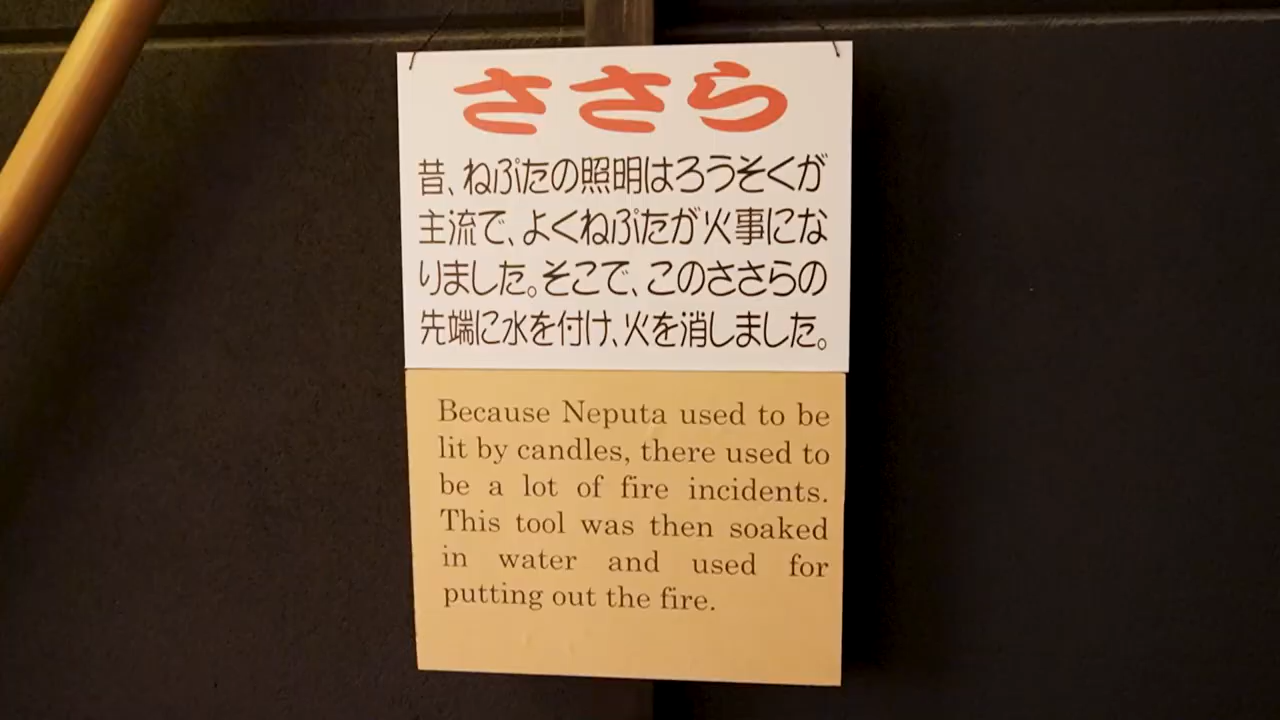 ささら
昔、ねぷたの照明はろうそくが
主流で、よくねぷたが火事にな
りました。そこで、このささらの
先端に水を付け、火を消しました。
Because Neputa used to be
lit by candles, there used to
be a lot of fire incidents.
This tool was then soaked
in water and used for
putting out the fire.